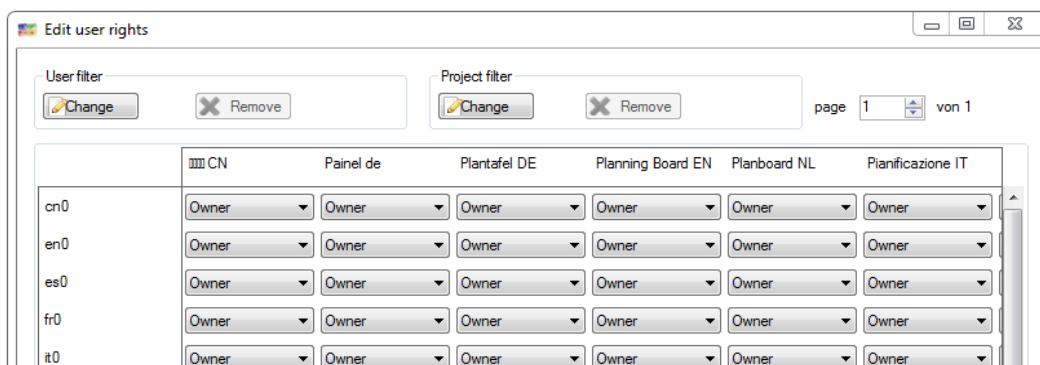 Edit user rights
User filter
Project filter
Change Remove
Change Remove
page 1 von 1
CN Painel de Plantafel DE Planning Board EN Planboard NL Pianificazione IT
cn0 Owner Owner Owner Owner Owner Owner
en0 Owner Owner Owner Owner Owner Owner
es0 Owner Owner Owner Owner Owner Owner
fr0 Owner Owner Owner Owner Owner Owner
it0 Owner Owner Owner Owner Owner Owner